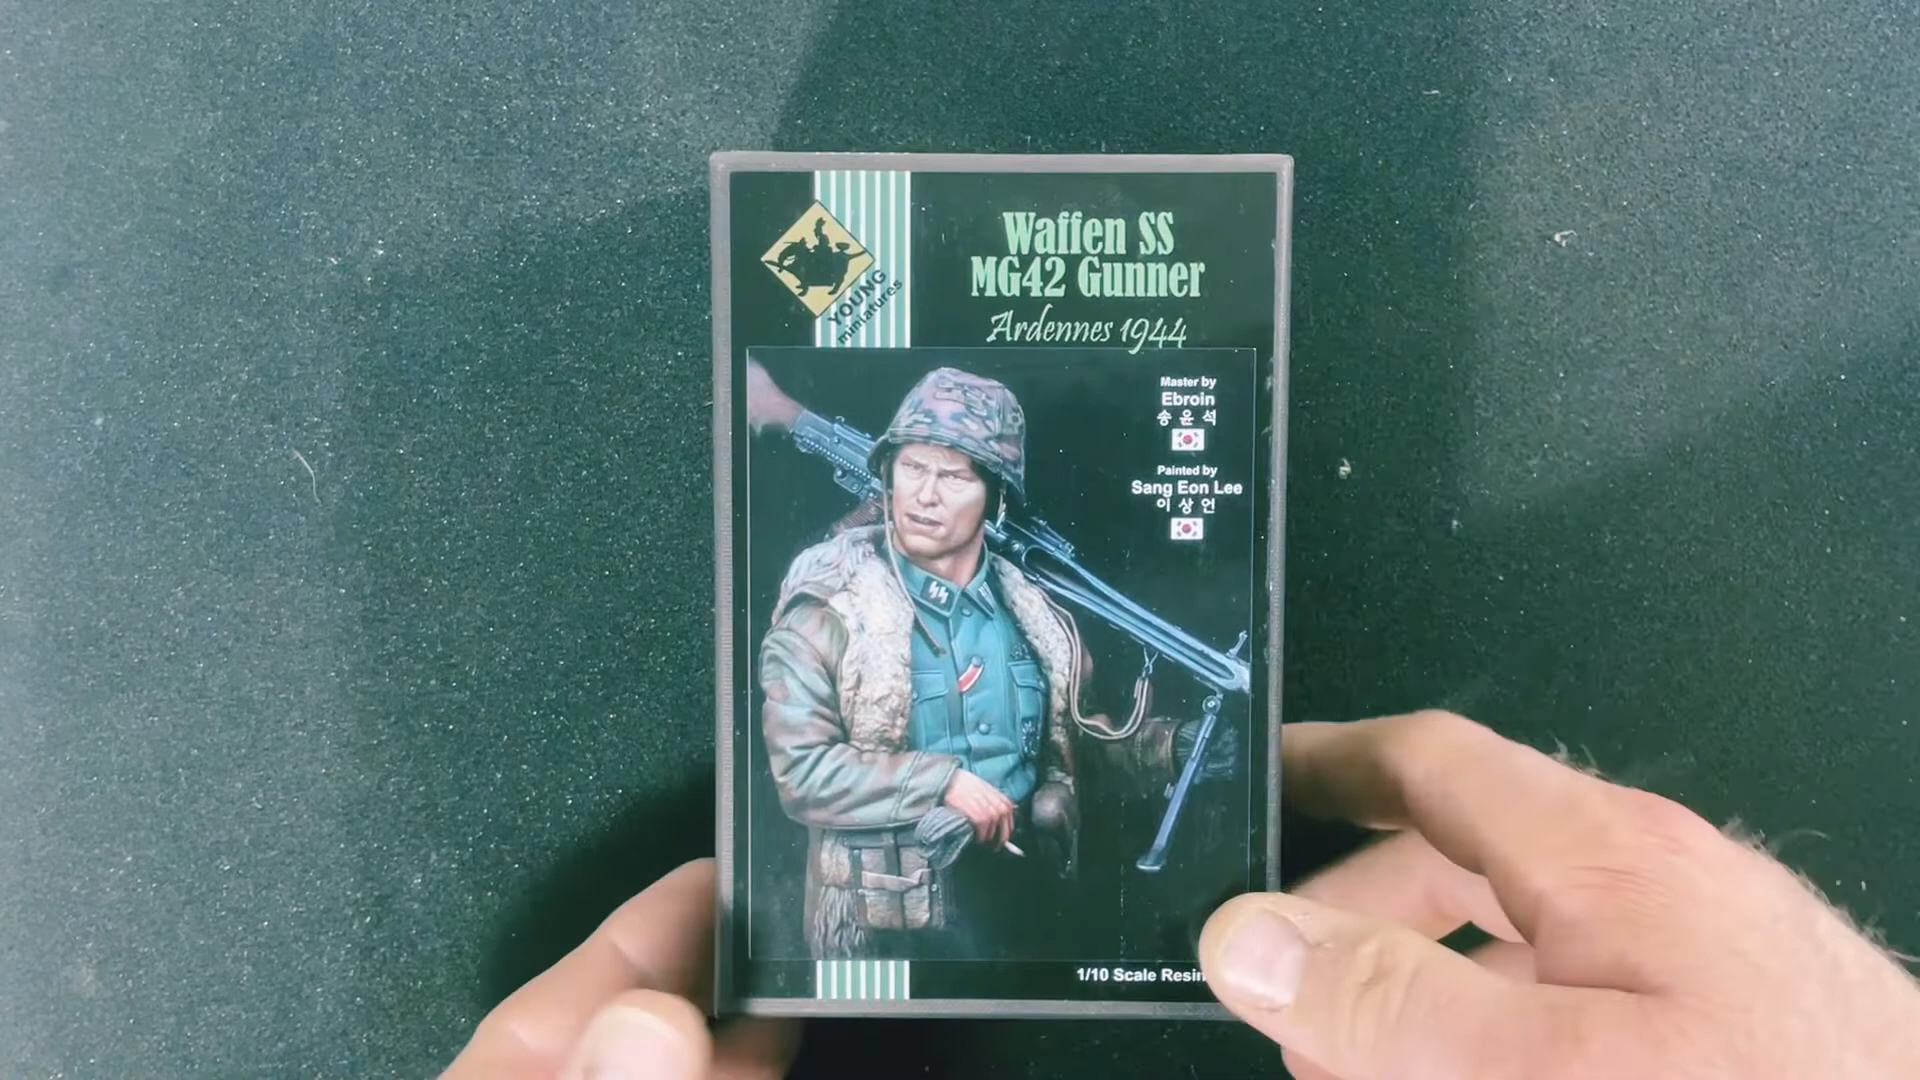 YOUNG
miniatures
Waffen SS
MG42 Gunner
Ardennes 1944
Master by
Ebroin
송 윤 석
Painted by
Sang Eon Lee
이 상 언
1/10 Scale Resin